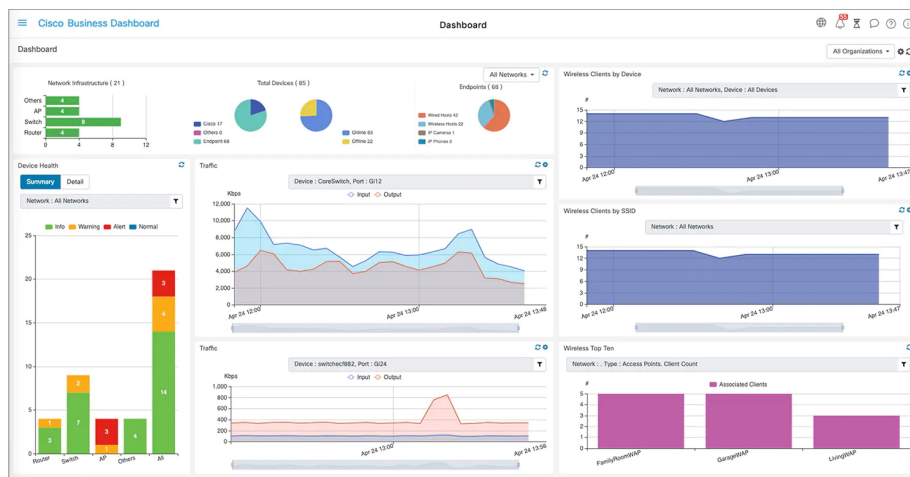 Cisco Business Dashboard
Dashboard
55
Dashboard
All Organizations
Network Infrastructure ( 21 )
Others 4
AP 4
Switch 9
Router 4
0 4 8 12
Total Devices ( 85 )
Cisco 17
Others 0
Endpoint 68
Online 63
Offline 22
All Networks
Endpoints ( 68 )
Wired Hosts 42
Wireless Hosts 22
IP Cameras 1
IP Phones 3
Device Health
Summary Detail
Network : All Networks
Info Warning Alert Normal
25
20
15
10
5
0
1
3
2
7
3
1
4
3
4
14
Router Switch AP Others All
Traffic
Device : CoreSwitch, Port : Gi12
Input Output
Kbps
12,000
10,000
8,000
6,000
4,000
2,000
0
Apr 24 12:00 Apr 24 13:00 Apr 24 13:48
Traffic
Device : switchecf882, Port : Gi24
Input Output
Kbps
1,000
800
600
400
200
0
Apr 24 13:00 Apr 24 13:56
Wireless Clients by Device
Network : All Networks, Device : All Devices
#
15
12
9
6
3
0
Apr 24 12:00 Apr 24 13:00 Apr 24 13:47
Wireless Clients by SSID
Network : All Networks
#
15
12
9
6
3
0
Apr 24 12:00 Apr 24 13:00 Apr 24 13:47
Wireless Top Ten
Network : . Type : Access Points. Client Count
Associated Clients
#
5
4
3
2
1
0
FamilyRoomWAP GarageWAP LivingWAP